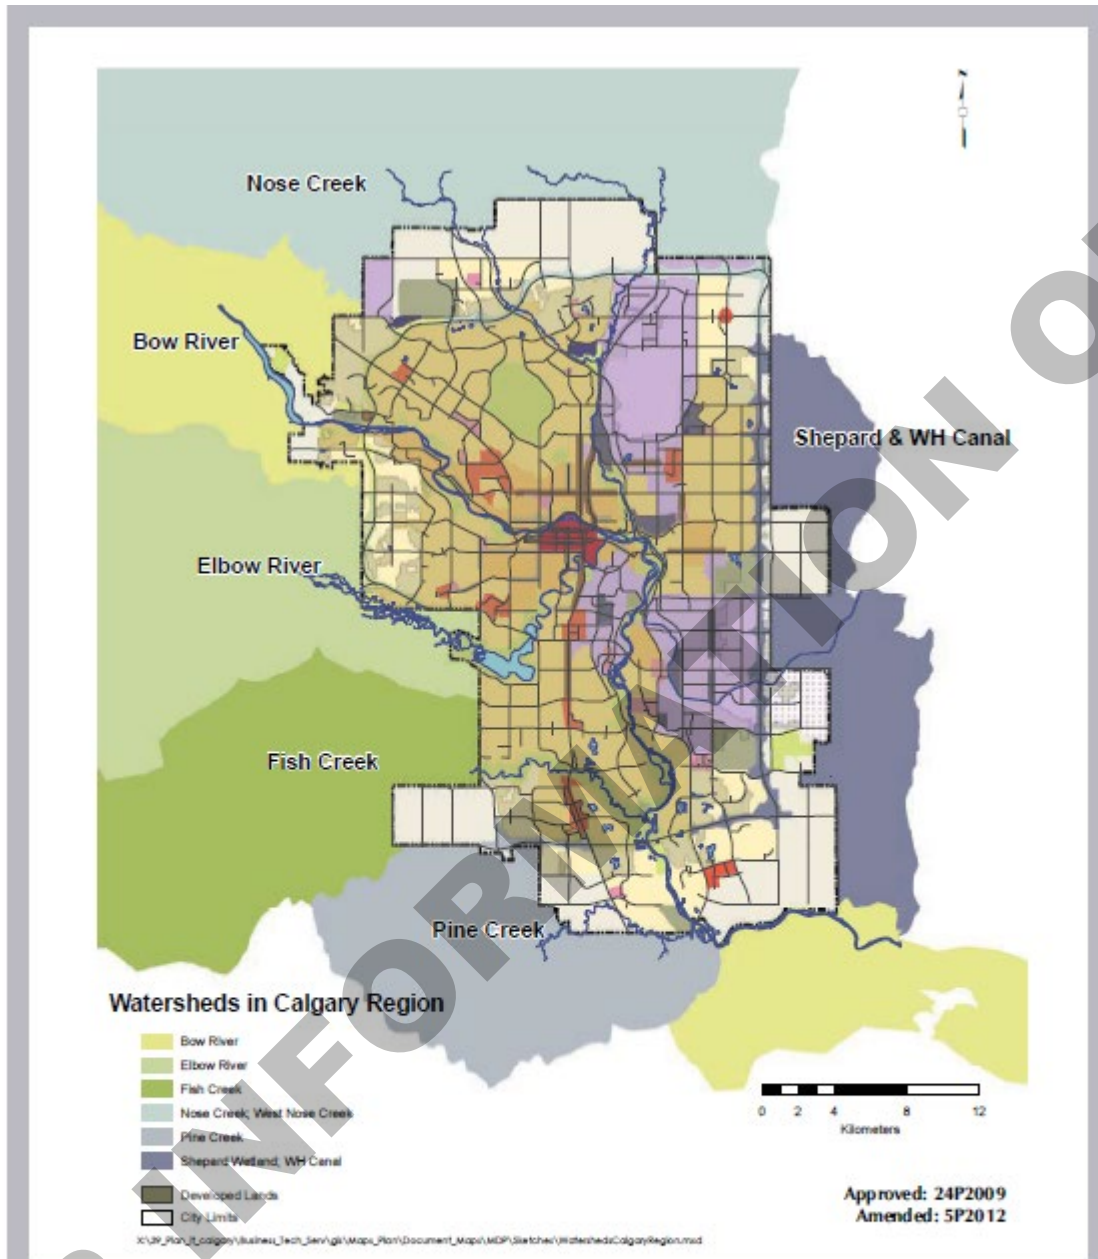 N
Nose Creek
Bow River
Shepard & WH Canal
Elbow River
Fish Creek
Pine Creek
Watersheds in Calgary Region
Bow River
Elbow River
Fish Creek
Nose Creek; West Nose Creek
Pine Creek
Shepard Wetland; WH Canal
Developed Lands
City Limits
0 2 4 8 12
Kilometers
Approved: 24P2009
Amended: 5P2012
R INFORMATION O